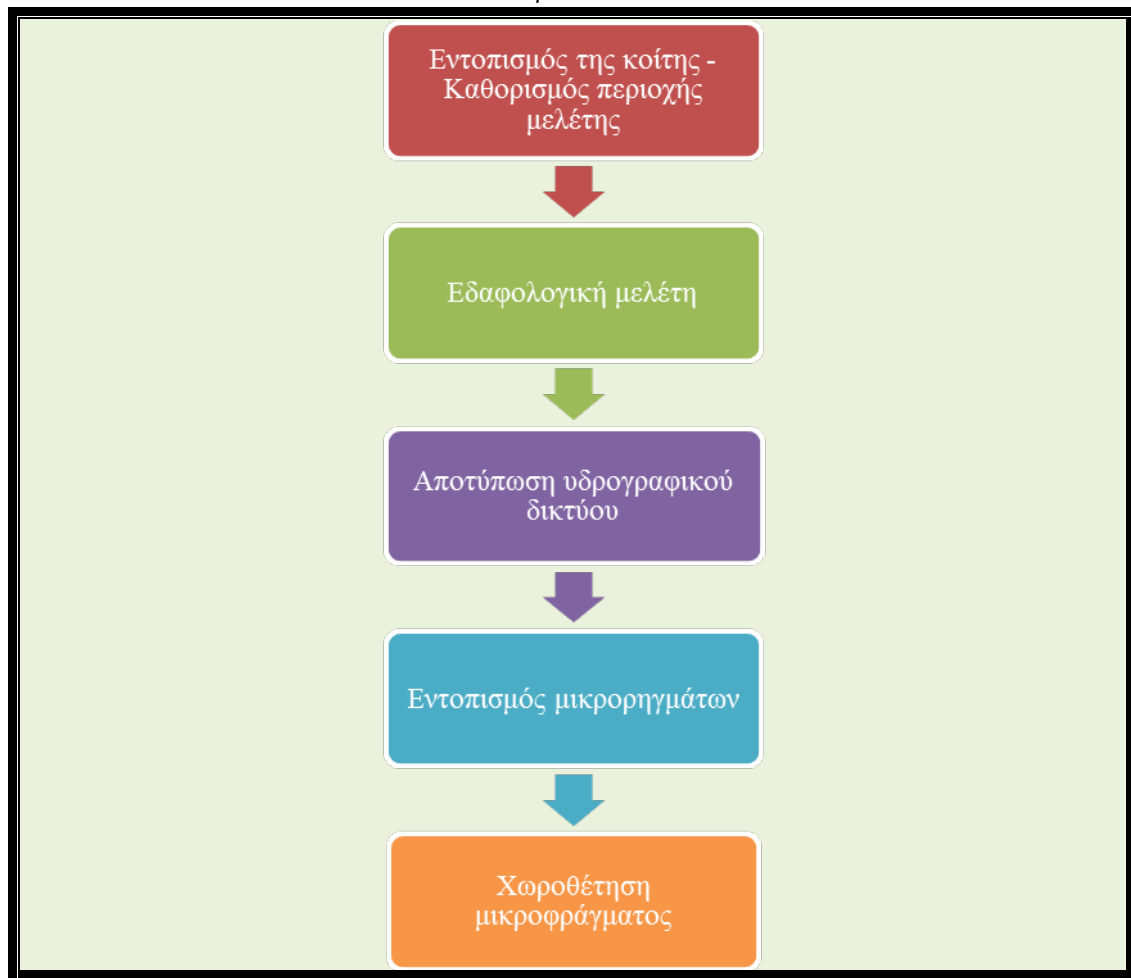 Εντοπισμός της κοίτης -
Καθορισμός περιοχής
μελέτης
Εδαφολογική μελέτη
Αποτύπωση υδρογραφικού
δικτύου
Εντοπισμός μικρορηγμάτων
Χωροθέτηση
μικροφράγματος